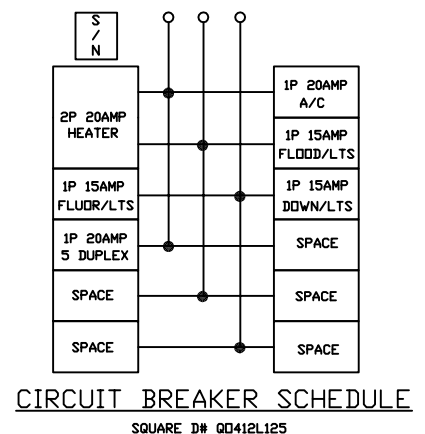 S
/
N
2P 20AMP
HEATER
1P 15AMP
FLUOR/LTS
1P 20AMP
5 DUPLEX
SPACE
SPACE
1P 20AMP
A/C
1P 15AMP
FLOOD/LTS
1P 15AMP
DOWN/LTS
SPACE
SPACE
SPACE
CIRCUIT BREAKER SCHEDULE
SQUARE D# QO412L125